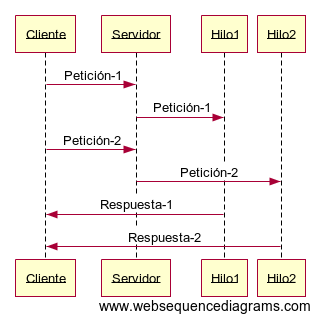 Cliente Servidor Hilo1 Hilo2
Petición-1
Petición-1
Petición-2
Petición-2
Respuesta-1
Respuesta-2
Cliente Servidor Hilo1 Hilo2
www.websequencediagrams.com